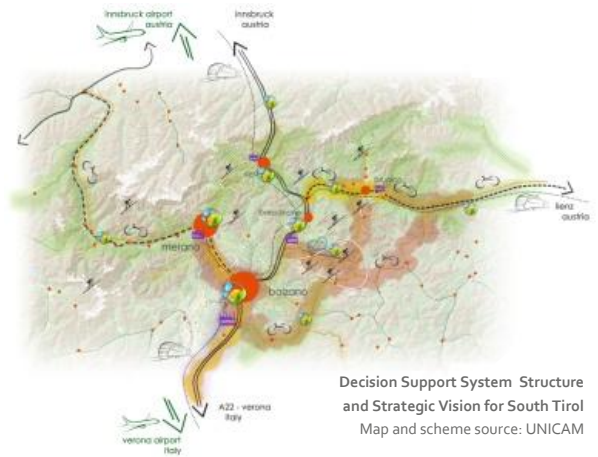 innsbruck airport
austria
innsbruck
austria
lienz
austria
merano
bolzano
A22 - verona
italy
verona airport
italy
Decision Support System Structure
and Strategic Vision for South Tirol
Map and scheme source: UNICAM